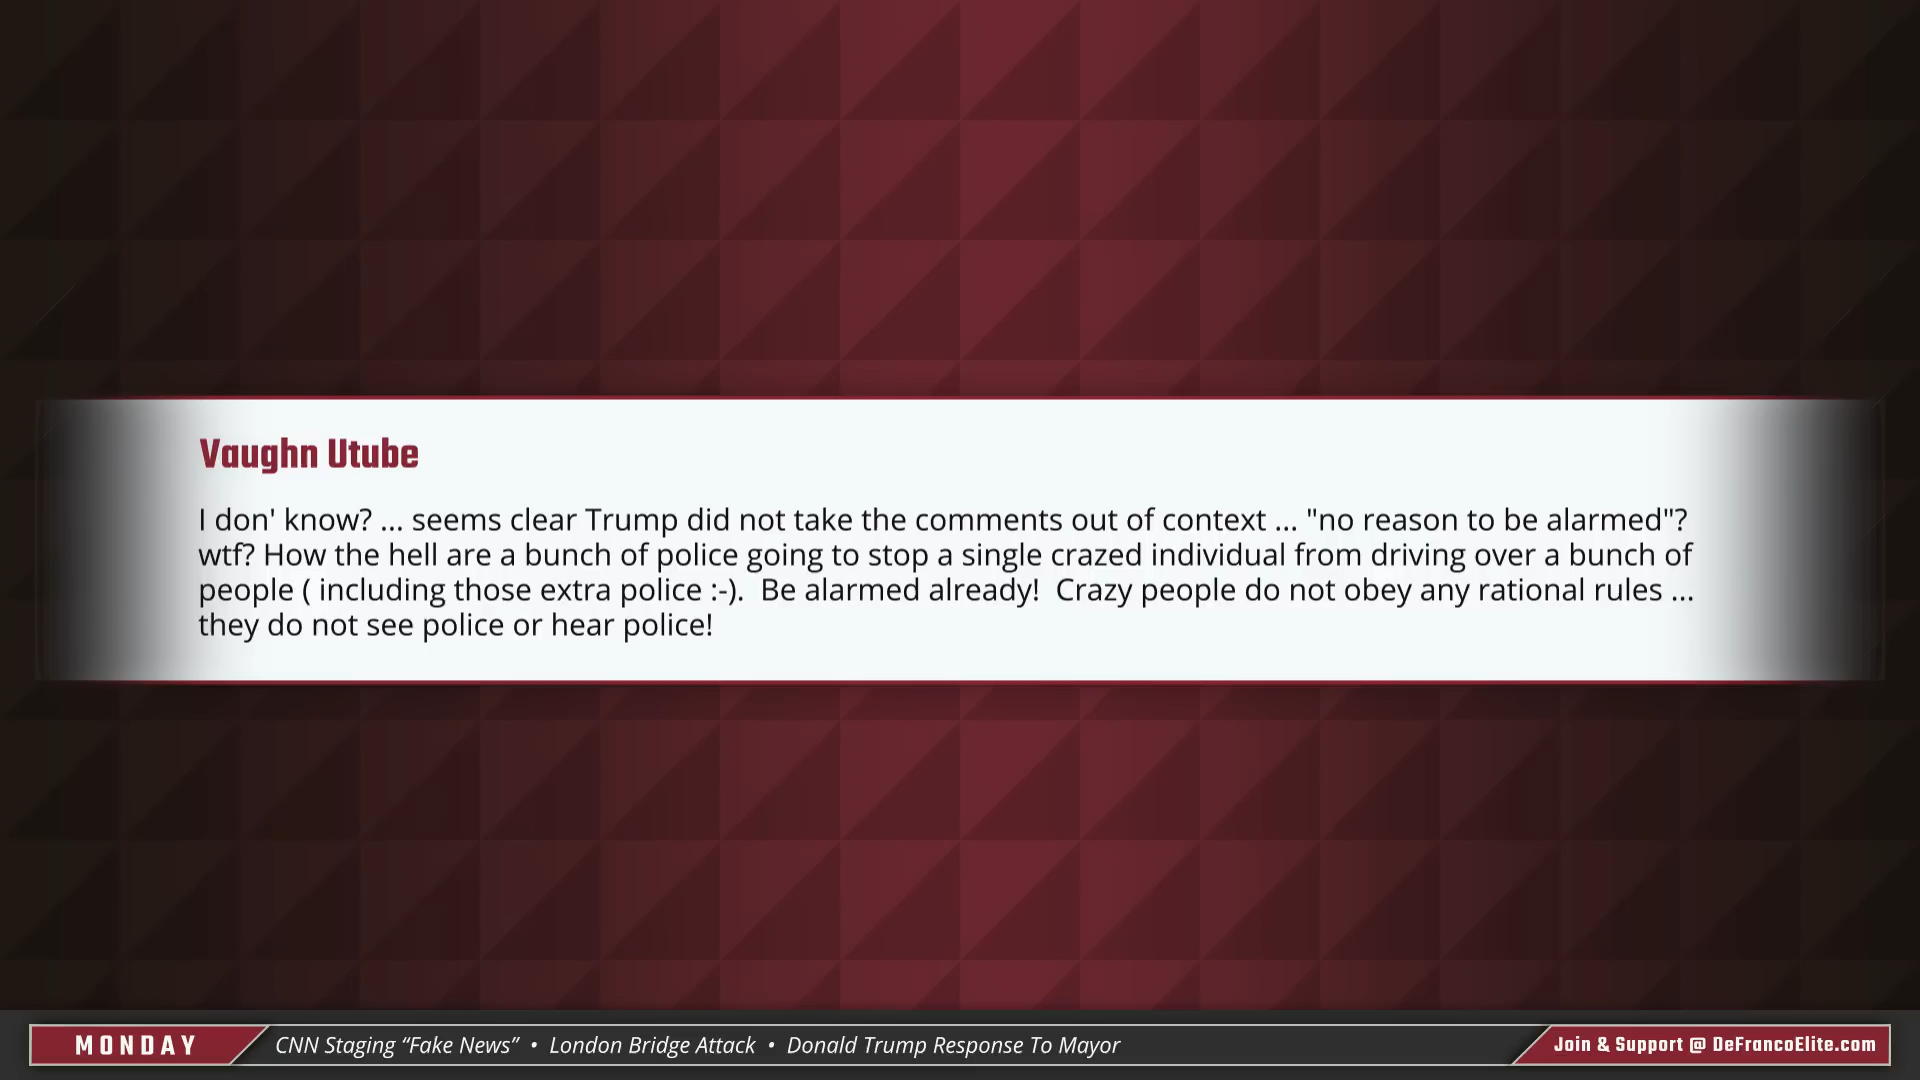 Vaughn Utube
I don' know? ... seems clear Trump did not take the comments out of context ... "no reason to be alarmed"?
wtf? How the hell are a bunch of police going to stop a single crazed individual from driving over a bunch of
people ( including those extra police :-).  Be alarmed already!  Crazy people do not obey any rational rules ...
they do not see police or hear police!
MONDAY
CNN Staging “Fake News” • London Bridge Attack • Donald Trump Response To Mayor
Join & Support @ DeFrancoElite.com